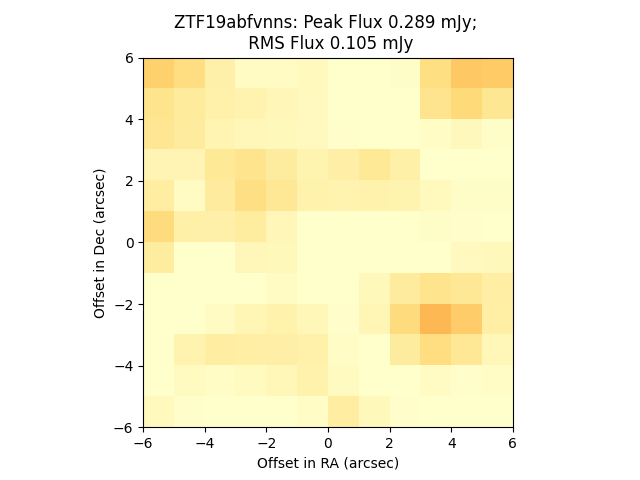 ZTF19abfvnns: Peak Flux 0.289 mJy;
RMS Flux 0.105 mJy
6
4
2
0
−2
−4
−6
Offset in Dec (arcsec)
−6 −4 −2 0 2 4 6
Offset in RA (arcsec)